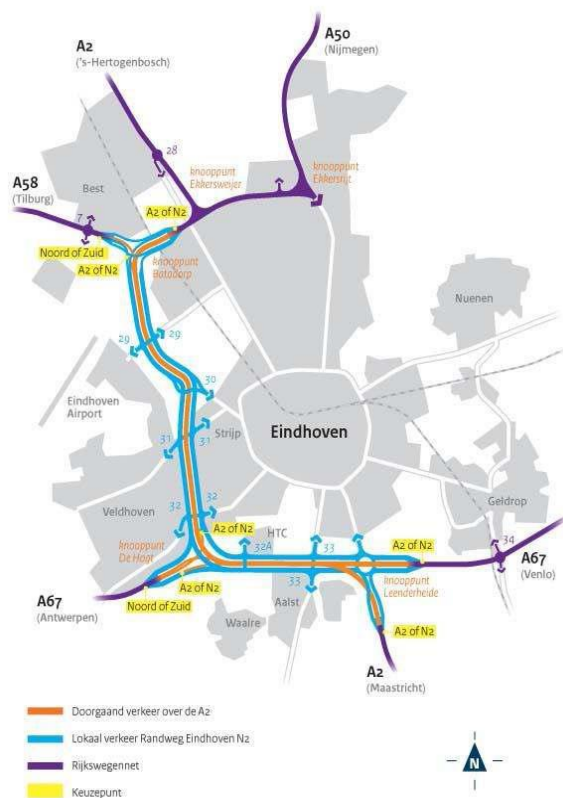 A50
(Nijmegen)
A2
('s-Hertogenbosch)
28
knooppunt
Ekkersweijer
knooppunt
Ekkersrijt
A58
(Tilburg)
Best
7
A2 of N2
Noord of Zuid
A2 of N2
knooppunt
Batadorp
Nuenen
29
29
Eindhoven
Airport
30
Strijp
Eindhoven
31
31
Veldhoven
32
32
Geldrop
A2 of N2
HTC
knooppunt
De Hogt
32A
33
A2 of N2
34
A67
(Venlo)
A2 of N2
33
knooppunt
Leenderheide
Noord of Zuid
Aalst
A67
(Antwerpen)
Waalre
A2 of N2
A2
(Maastricht)
Doorgaand verkeer over de A2
Lokaal verkeer Randweg Eindhoven N2
Rijkswegennet
Keuzepunt
N